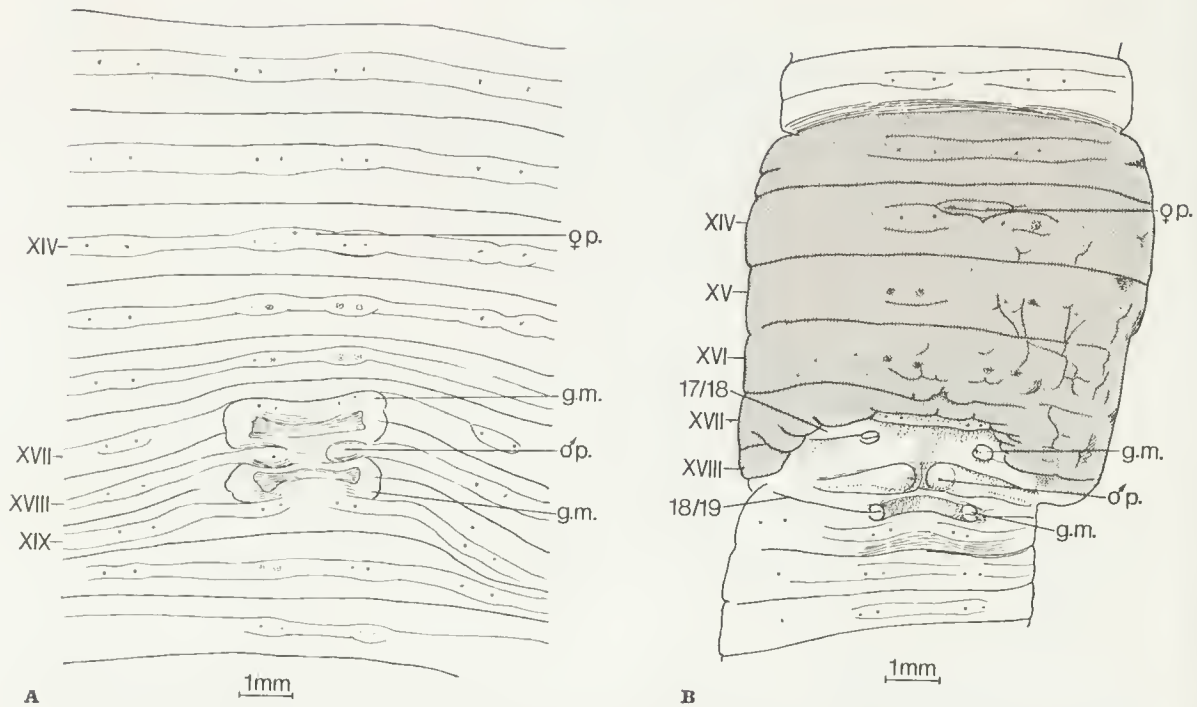 XIV
♀p.
g.m.
XVII
♂p.
XVIII
g.m.
XIX
1mm
A
XIV
♀p.
XV
XVI
17/18
XVII
g.m.
XVIII
♂p.
18/19
g.m.
1mm
B